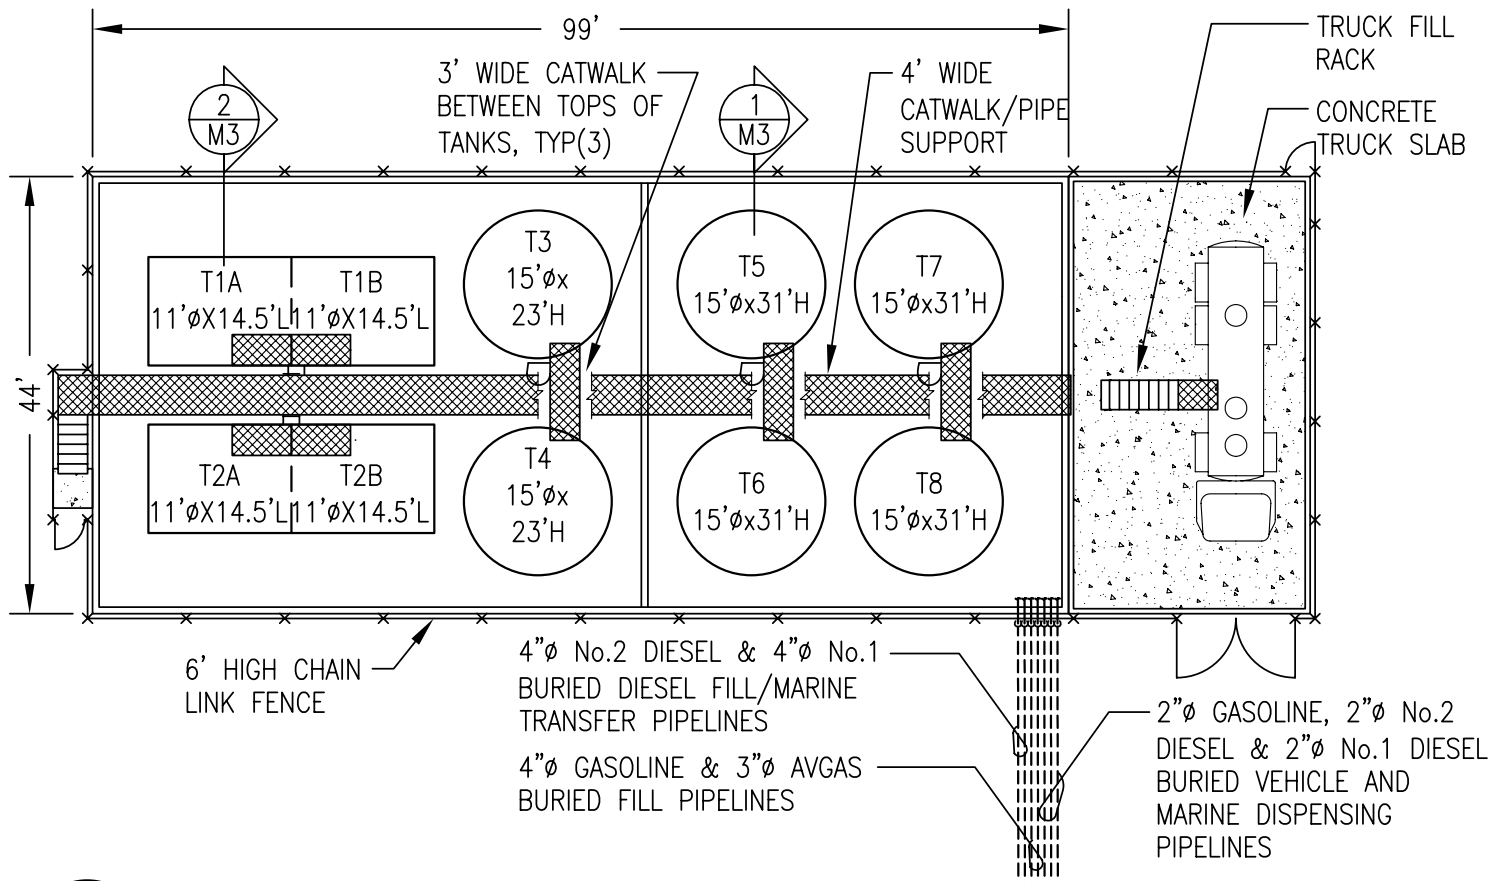 99'
TRUCK FILL
RACK
3' WIDE CATWALK
BETWEEN TOPS OF
TANKS, TYP(3)
4' WIDE
CATWALK/PIPE
SUPPORT
CONCRETE
TRUCK SLAB
2
M3
1
M3
44'
T1A
11'øX14.5'L
T1B
11'øX14.5'L
T3
15'øx
23'H
T5
15'øx31'H
T7
15'øx31'H
T2A
11'øX14.5'L
T2B
11'øX14.5'L
T4
15'øx
23'H
T6
15'øx31'H
T8
15'øx31'H
6' HIGH CHAIN
LINK FENCE
4"ø No.2 DIESEL & 4"ø No.1
BURIED DIESEL FILL/MARINE
TRANSFER PIPELINES
4"ø GASOLINE & 3"ø AVGAS
BURIED FILL PIPELINES
2"ø GASOLINE, 2"ø No.2
DIESEL & 2"ø No.1 DIESEL
BURIED VEHICLE AND
MARINE DISPENSING
PIPELINES